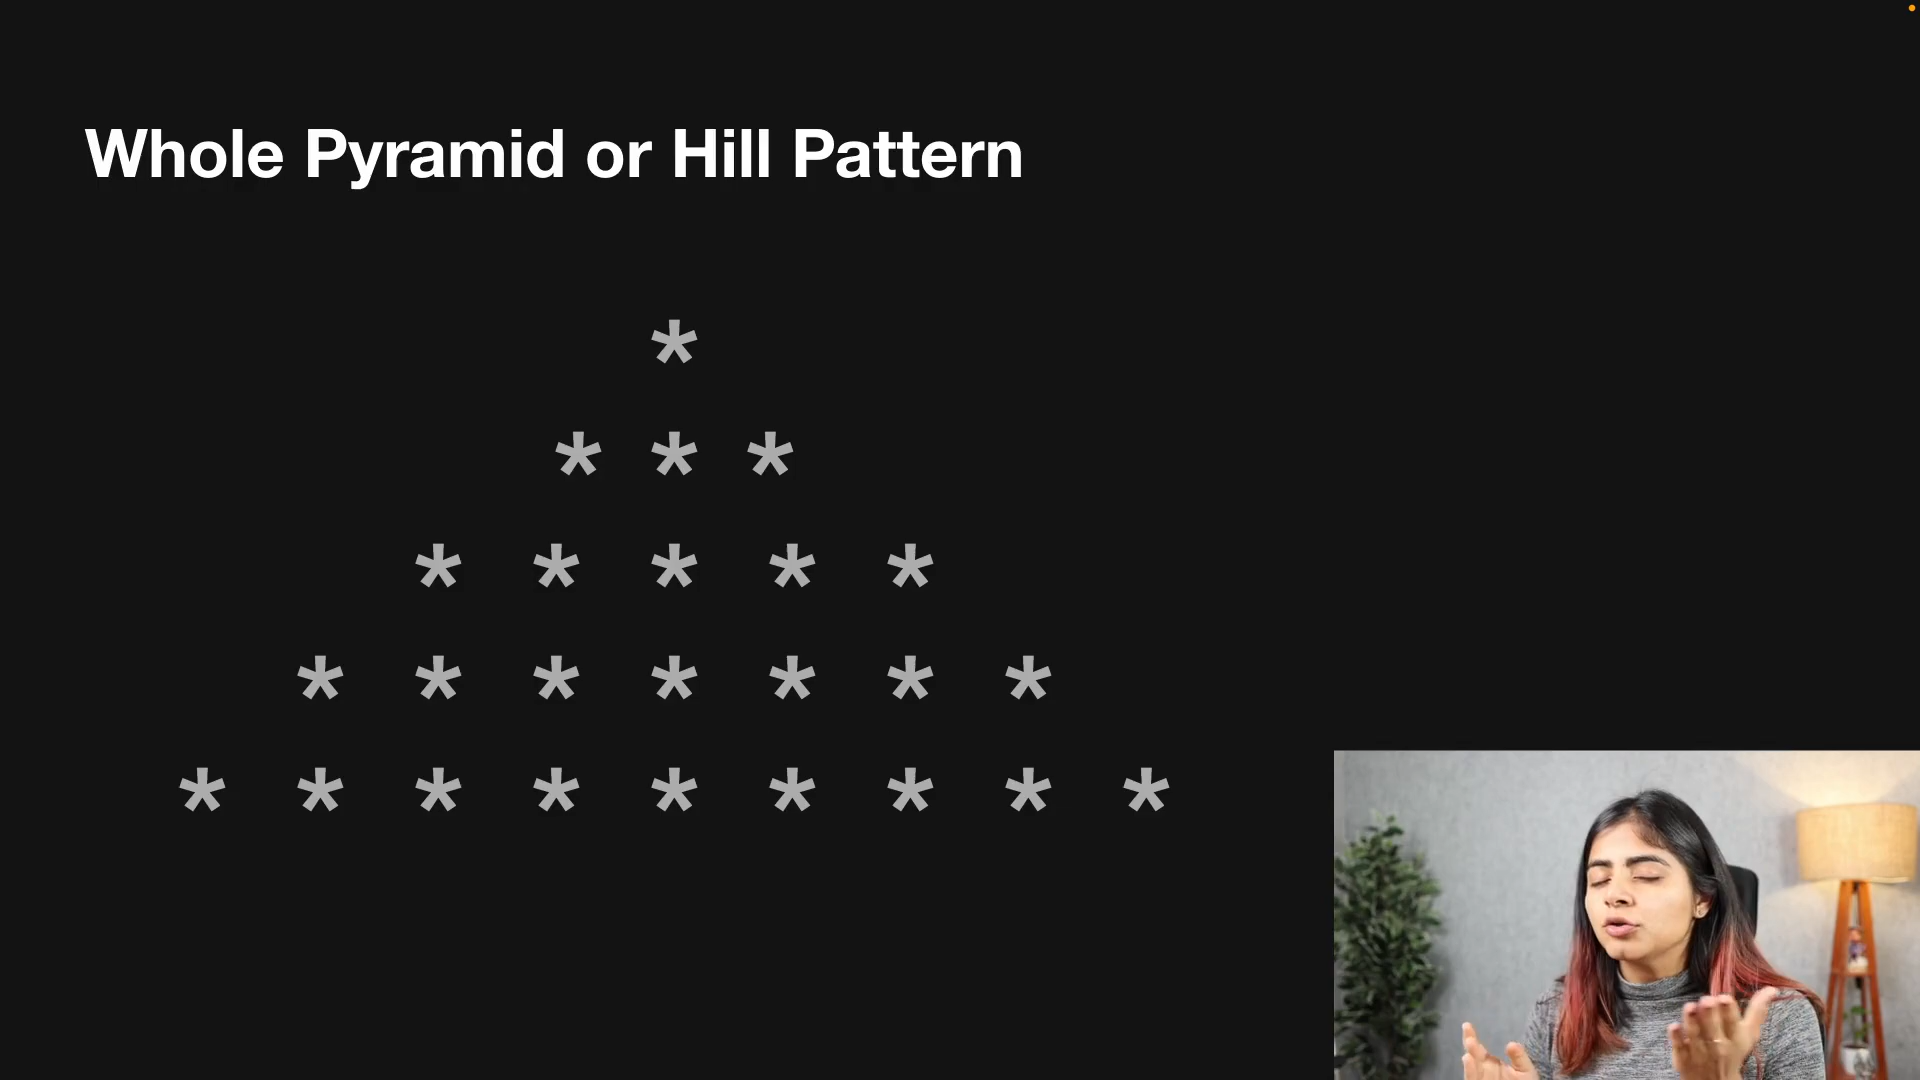 Whole Pyramid or Hill Pattern
*
* * *
* * * * *
* * * * * * *
* * * * * * * * *